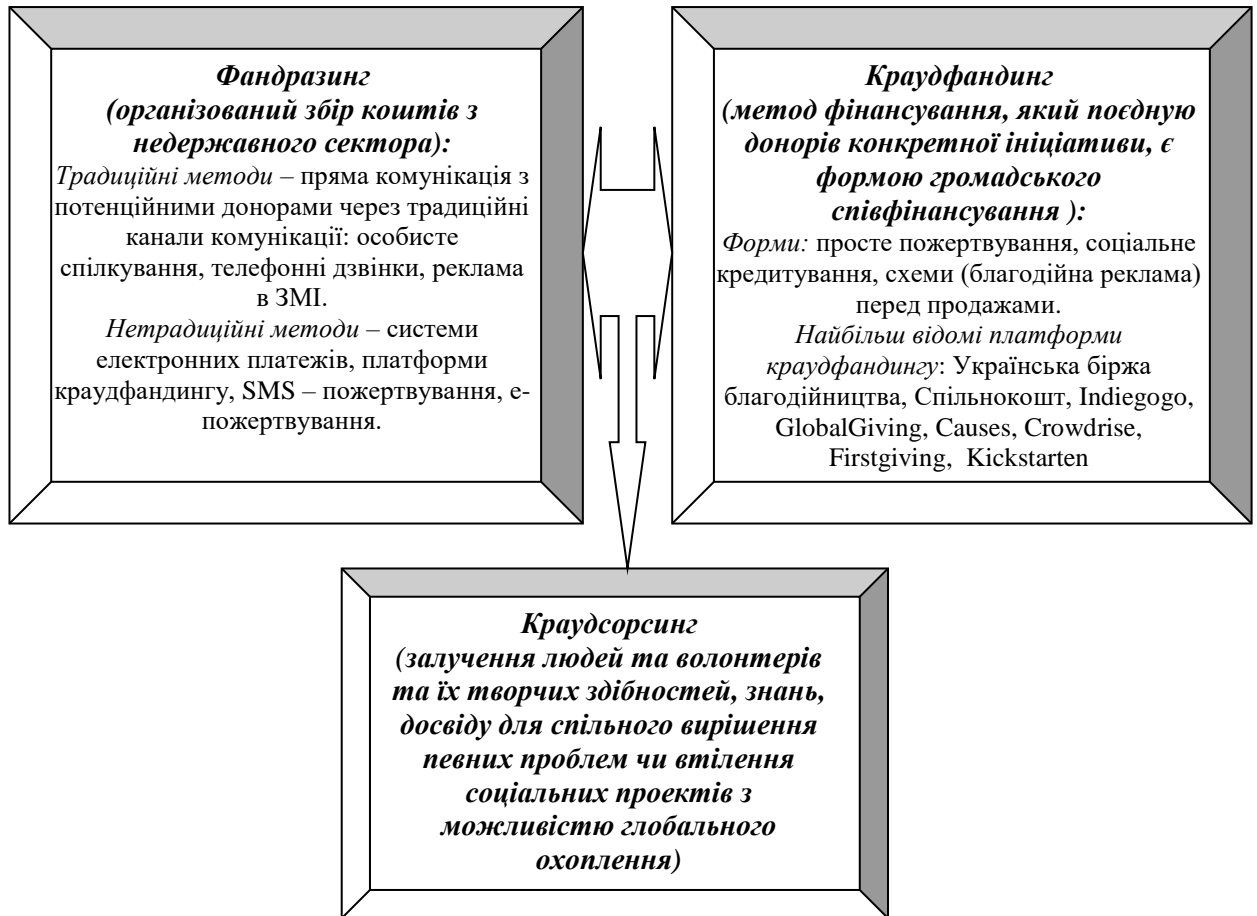 Фандразинг
(організований збір коштів з
недержавного сектора):
Традиційні методи – пряма комунікація з
потенційними донорами через традиційні
канали комунікації: особисте
спілкування, телефонні дзвінки, реклама
в ЗМІ.
Нетрадиційні методи – системи
електронних платежів, платформи
краудфандингу, SMS – пожертвування, е-
пожертвування.
Краудфандинг
(метод фінансування, який поєдную
донорів конкретної ініціативи, є
формою громадського
співфінансування ):
Форми: просте пожертвування, соціальне
кредитування, схеми (благодійна реклама)
перед продажами.
Найбільш відомі платформи
краудфандингу: Українська біржа
благодійництва, Спільнокошт, Indiegogo,
GlobalGiving, Causes, Crowdrise,
Firstgiving, Kickstarten
Краудсорсинг
(залучення людей та волонтерів
та їх творчих здібностей, знань,
досвіду для спільного вирішення
певних проблем чи втілення
соціальних проектів з
можливістю глобального
охоплення)